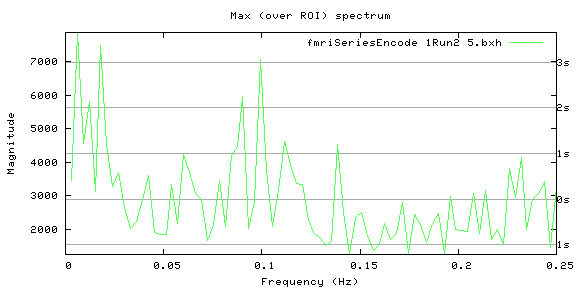 Max (over ROI) spectrum
fmriSeriesEncode 1Run2 5.bxh
7000
6000
5000
4000
3000
2000
Magnitude
3s
2s
1s
0s
1s
0 0.05 0.1 0.15 0.2 0.25
Frequency (Hz)